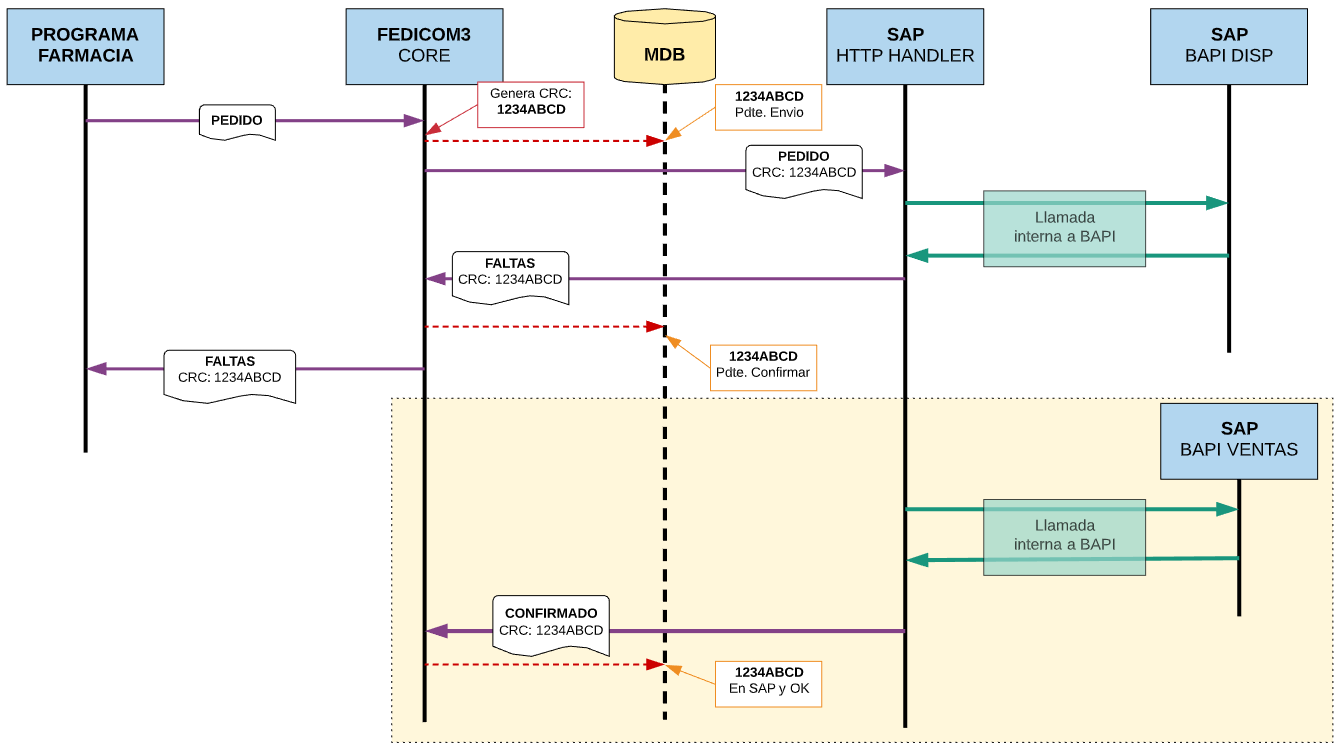 PROGRAMA
FARMACIA
FEDICOM3
CORE
MDB
SAP
HTTP HANDLER
SAP
BAPI DISP
Genera CRC:
1234ABCD
1234ABCD
Pdte. Envio
PEDIDO
PEDIDO
CRC: 1234ABCD
Llamada
interna a BAPI
FALTAS
CRC: 1234ABCD
1234ABCD
Pdte. Confirmar
FALTAS
CRC: 1234ABCD
SAP
BAPI VENTAS
Llamada
interna a BAPI
CONFIRMADO
CRC: 1234ABCD
1234ABCD
En SAP y OK